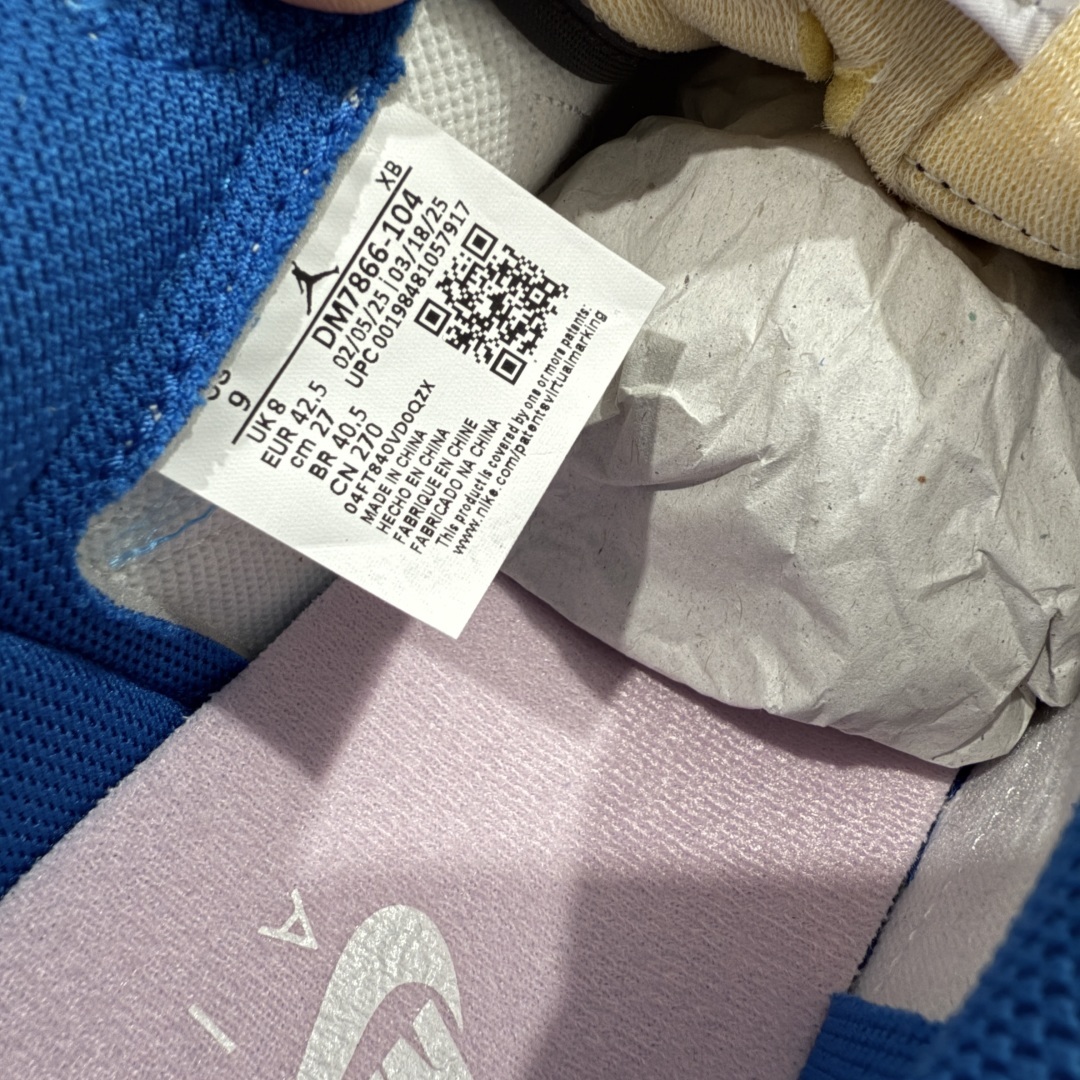 XB
9
DM7866-104
02/05/25 | 03/18/25
UPC 00198481057917
UK 8
EUR 42.5
cm 27
BR 40.5
CN 270
04FT840VD0QZX
MADE IN CHINA
HECHO EN CHINA
FABRIQUE EN CHINE
FABRICADO NA CHINA
This product is covered by one or more patents:
www.nike.com/patentsvirtualmarking
A
I